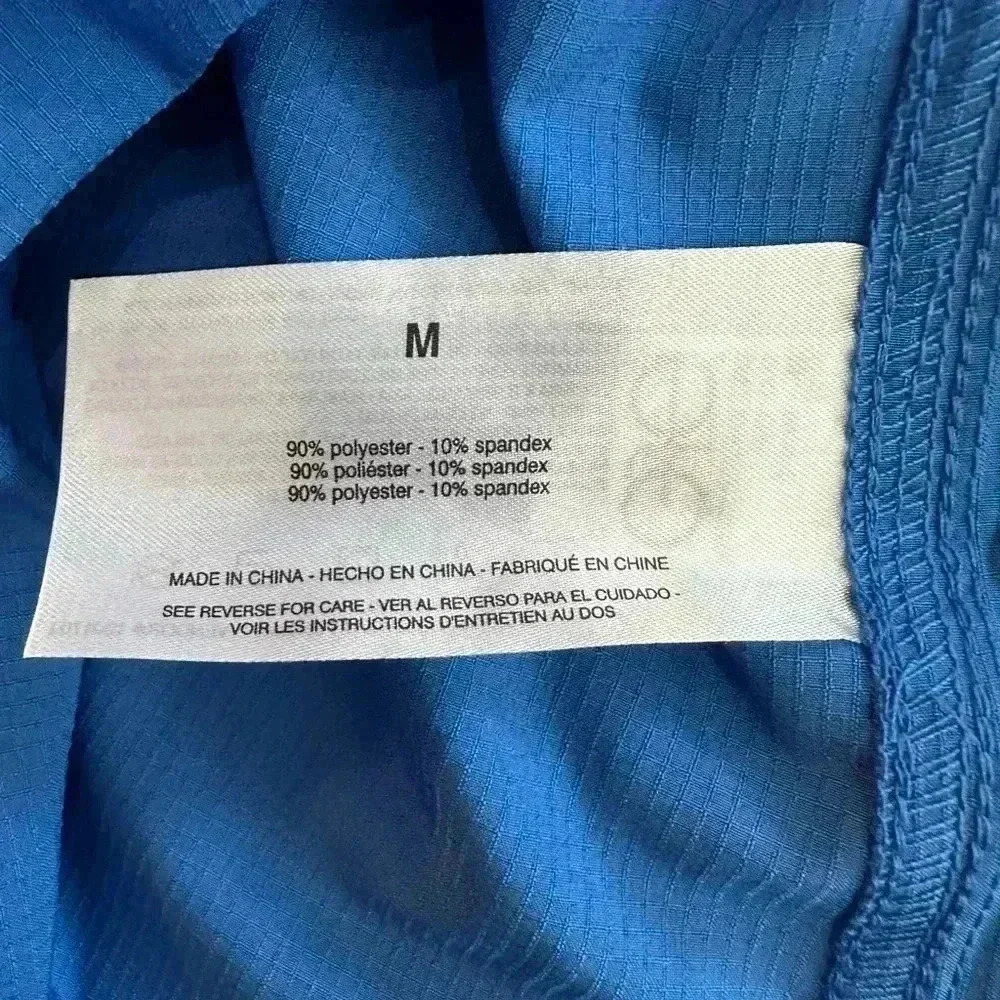 M
90% polyester - 10% spandex
90% poliéster - 10% spandex
90% polyester - 10% spandex
MADE IN CHINA - HECHO EN CHINA - FABRIQUÉ EN CHINE
SEE REVERSE FOR CARE - VER AL REVERSO PARA EL CUIDADO -
VOIR LES INSTRUCTIONS D'ENTRETIEN AU DOS